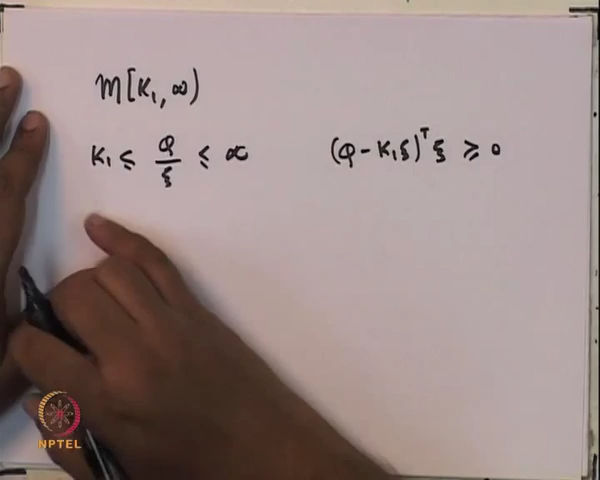 m[K₁, ∞)
K₁ ≤ φ/ξ ≤ ∞
(φ - K₁ξ)ᵀ ξ ≥ 0
NPTEL